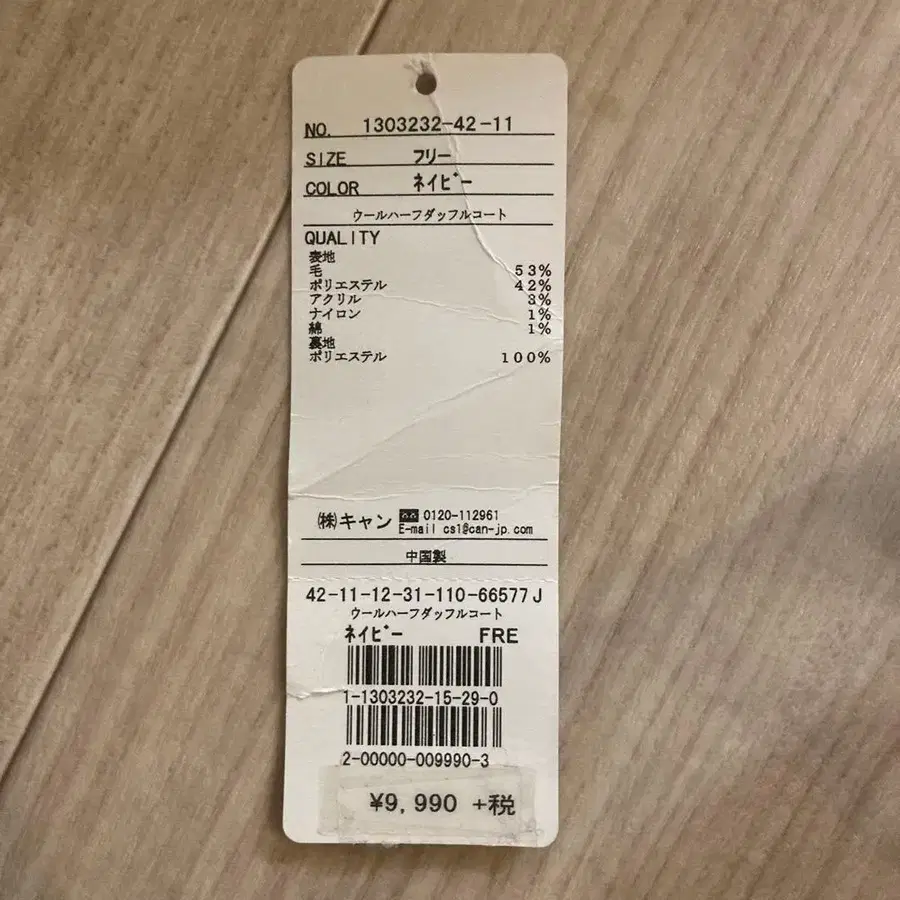 NO. 1303232-42-11
SIZE フリー
COLOR ネイビー
ウールハーフダッフルコート
QUALITY
表地
毛 53%
ポリエステル 42%
アクリル 3%
ナイロン 1%
綿 1%
裏地
ポリエステル 100%
㈱キャン 0120-112961
E-mail cs1@can-jp.com
中国製
42-11-12-31-110-66577J
ウールハーフダッフルコート
ネイビー FRE
1-1303232-15-29-0
2-00000-009990-3
¥9,990 +税